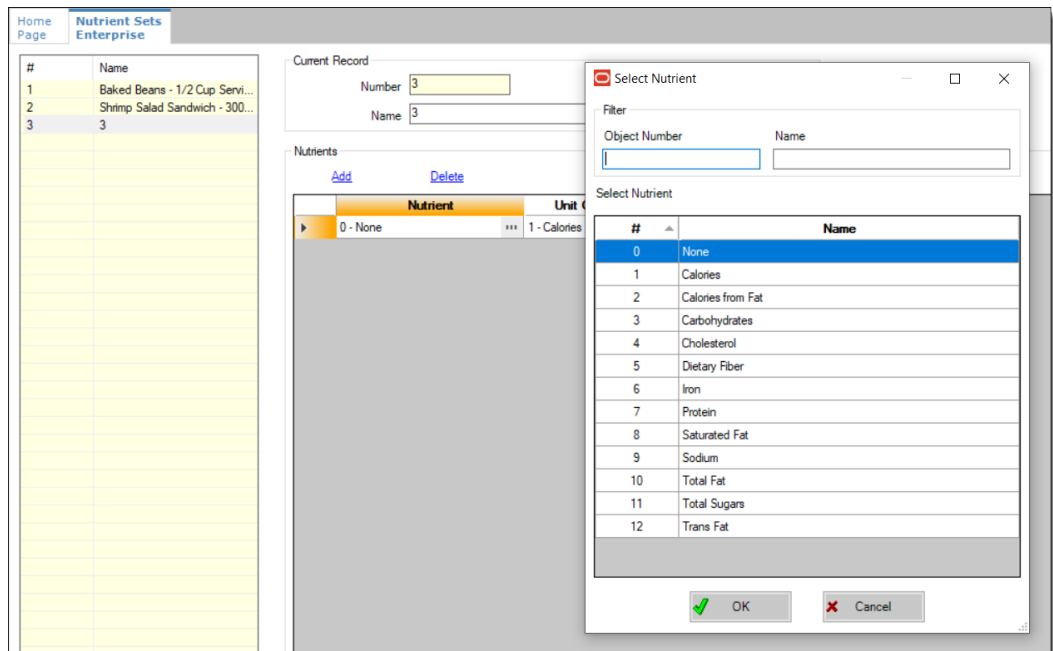 Home Page
Nutrient Sets Enterprise
# Name
1 Baked Beans - 1/2 Cup Servi...
2 Shrimp Salad Sandwich - 300...
3 3
Current Record
Number 3
Name 3
Nutrients
Add Delete
Nutrient Unit
0 - None ... 1 - Calories
Select Nutrient
Filter
Object Number Name
Select Nutrient
# Name
0 None
1 Calories
2 Calories from Fat
3 Carbohydrates
4 Cholesterol
5 Dietary Fiber
6 Iron
7 Protein
8 Saturated Fat
9 Sodium
10 Total Fat
11 Total Sugars
12 Trans Fat
OK Cancel